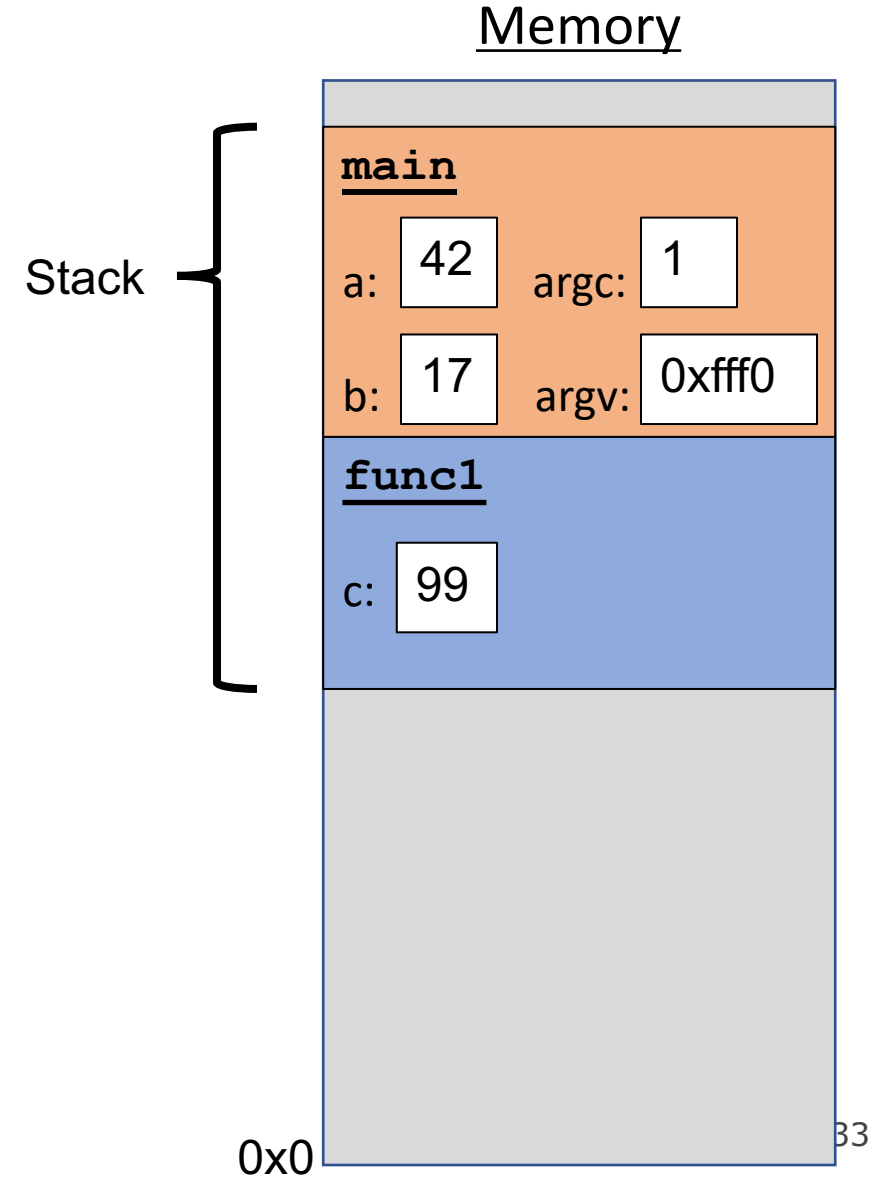 Memory
main
Stack
a: 42 argc: 1
b: 17 argv: 0xfff0
func1
c: 99
33
0x0